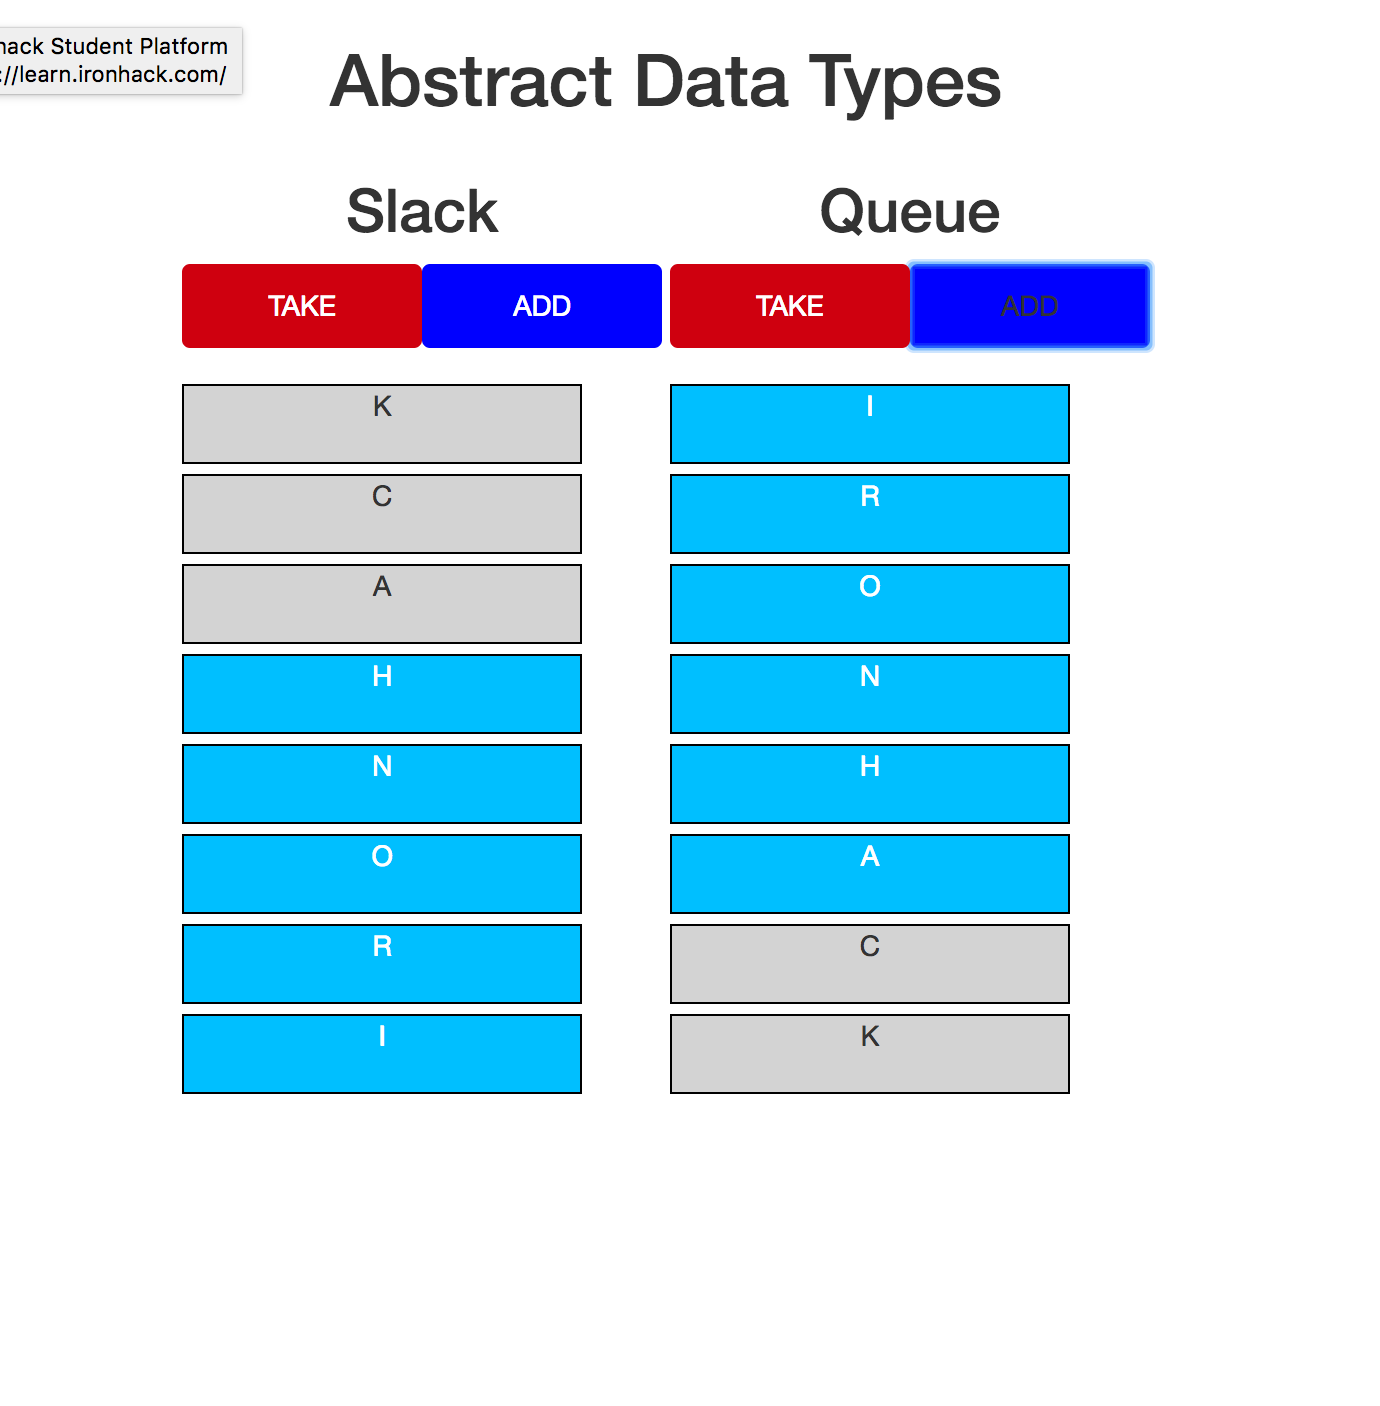 hack Student Platform
://learn.ironhack.com/
Abstract Data Types
Slack
Queue
TAKE
ADD
TAKE
ADD
K
C
A
H
N
O
R
I
I
R
O
N
H
A
C
K